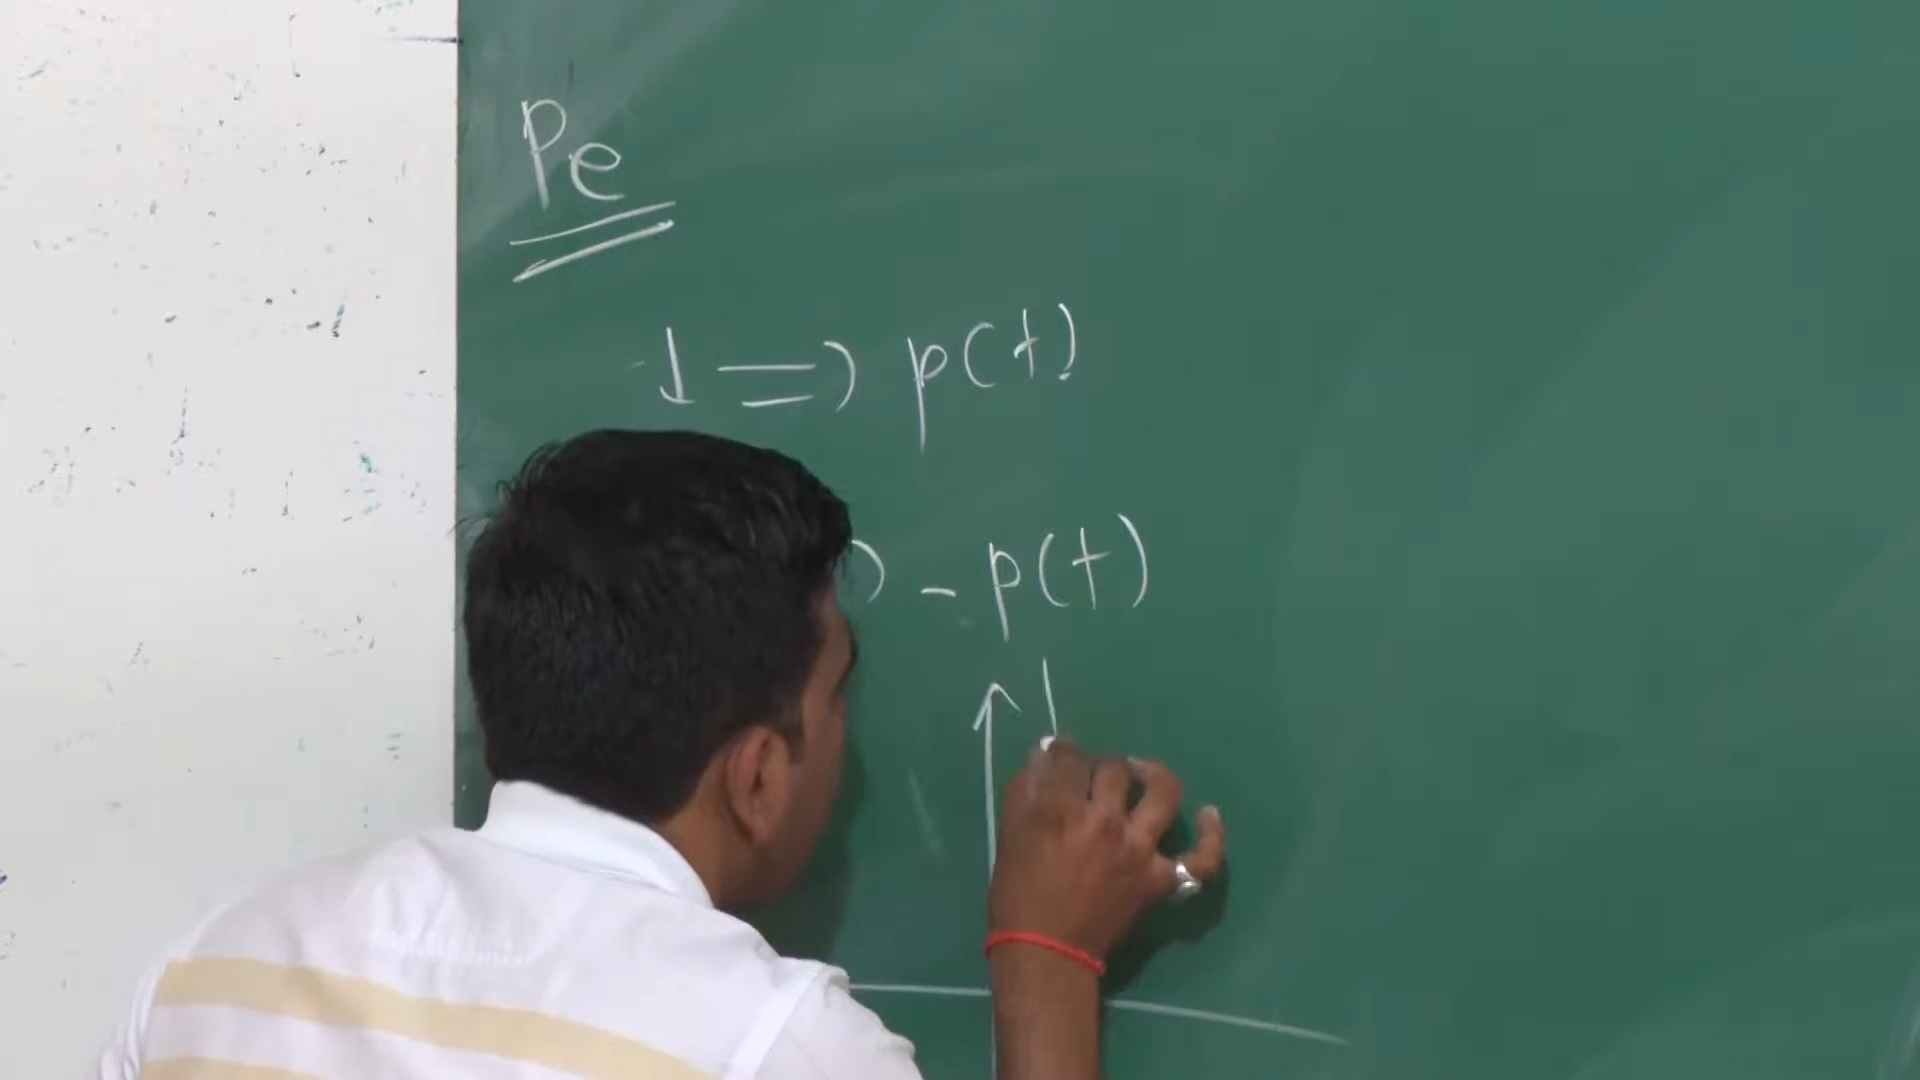 Pe
1 => p(t)
- p(t)